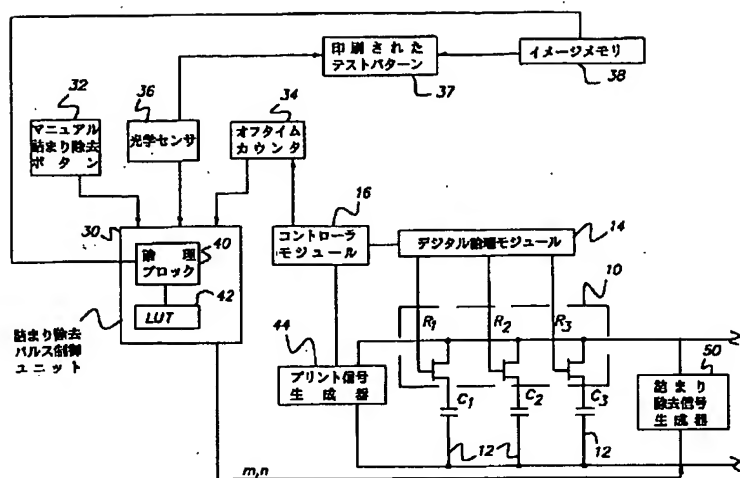 印刷された
テストパターン
37
イメージメモリ
38
32
マニュアル
詰まり除去
ボタン
36
光学センサ
34
オフタイム
カウンタ
30
論理
ブロック
40
LUT
42
詰まり除去
パルス制御
ユニット
16
コントローラ
モジュール
デジタル論理モジュール
14
10
R1
R2
R3
44
プリント信号
生成器
C1
C2
C3
12
12
50
詰まり
除去信号
生成器
m,n